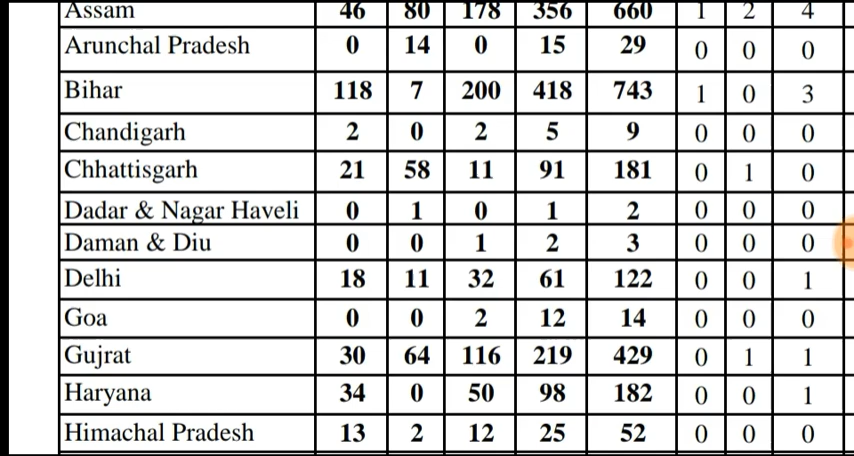 Assam 46 80 178 356 660 1 2 4
Arunchal Pradesh 0 14 0 15 29 0 0 0
Bihar 118 7 200 418 743 1 0 3
Chandigarh 2 0 2 5 9 0 0 0
Chhattisgarh 21 58 11 91 181 0 1 0
Dadar & Nagar Haveli 0 1 0 1 2 0 0 0
Daman & Diu 0 0 1 2 3 0 0 0
Delhi 18 11 32 61 122 0 0 1
Goa 0 0 2 12 14 0 0 0
Gujrat 30 64 116 219 429 0 1 1
Haryana 34 0 50 98 182 0 0 1
Himachal Pradesh 13 2 12 25 52 0 0 0